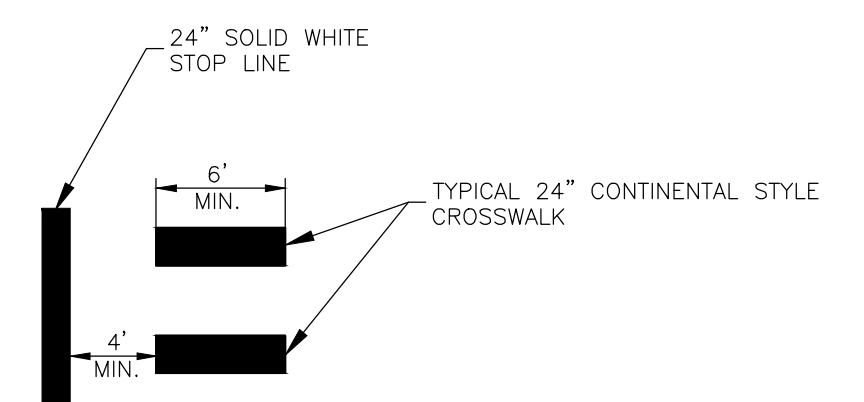 24” SOLID WHITE
STOP LINE
6’
MIN.
TYPICAL 24” CONTINENTAL STYLE
CROSSWALK
4’
MIN.